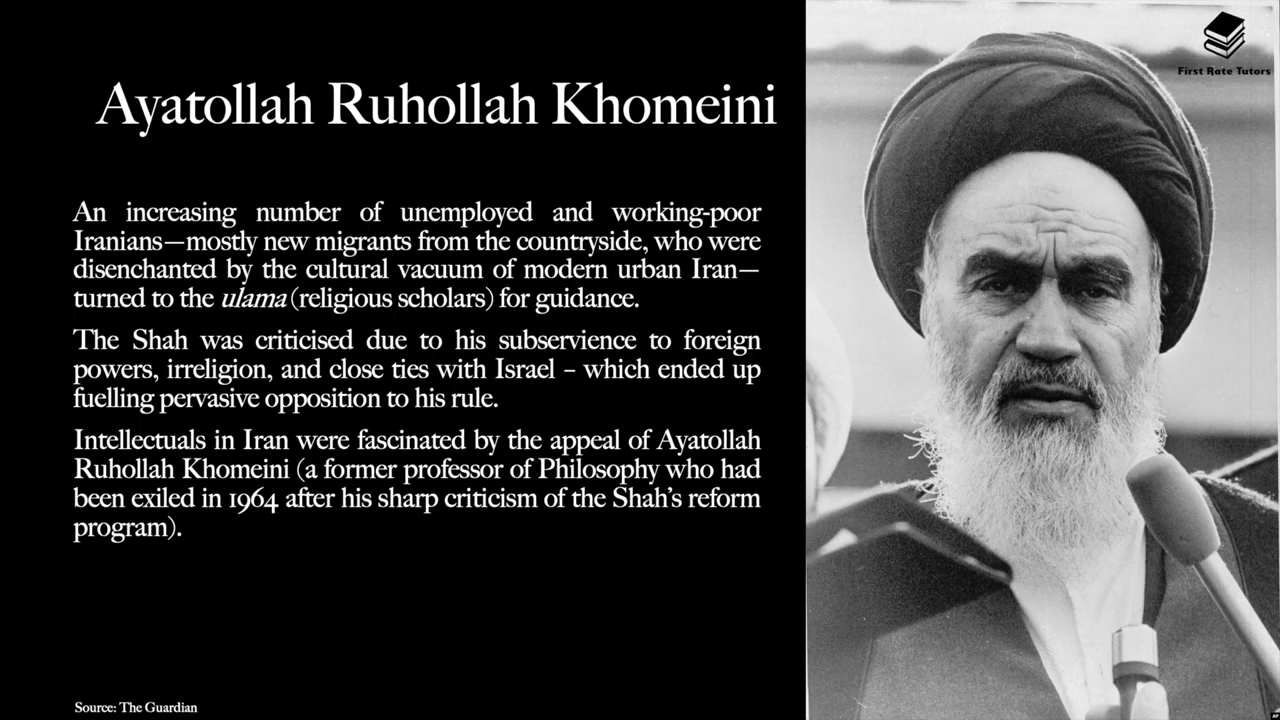 First Rate Tutors
Ayatollah Ruhollah Khomeini
An increasing number of unemployed and working-poor
Iranians—mostly new migrants from the countryside, who were
disenchanted by the cultural vacuum of modern urban Iran—
turned to the ulama (religious scholars) for guidance.
The Shah was criticised due to his subservience to foreign
powers, irreligion, and close ties with Israel – which ended up
fuelling pervasive opposition to his rule.
Intellectuals in Iran were fascinated by the appeal of Ayatollah
Ruhollah Khomeini (a former professor of Philosophy who had
been exiled in 1964 after his sharp criticism of the Shah's reform
program).
Source: The Guardian